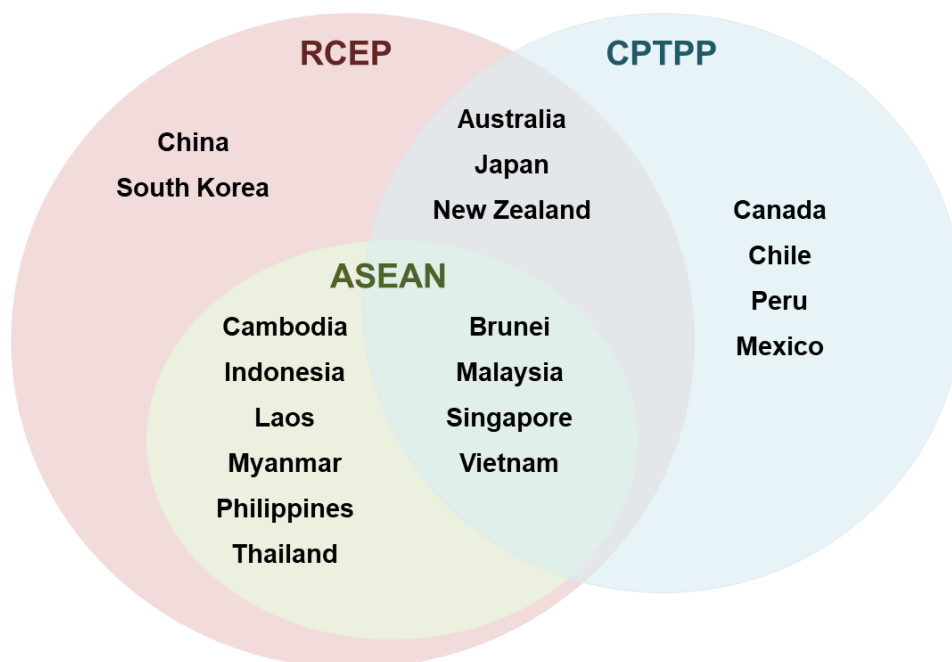 RCEP
China
South Korea
CPTPP
Australia
Japan
New Zealand
Canada
Chile
Peru
Mexico
ASEAN
Cambodia
Indonesia
Laos
Myanmar
Philippines
Thailand
Brunei
Malaysia
Singapore
Vietnam